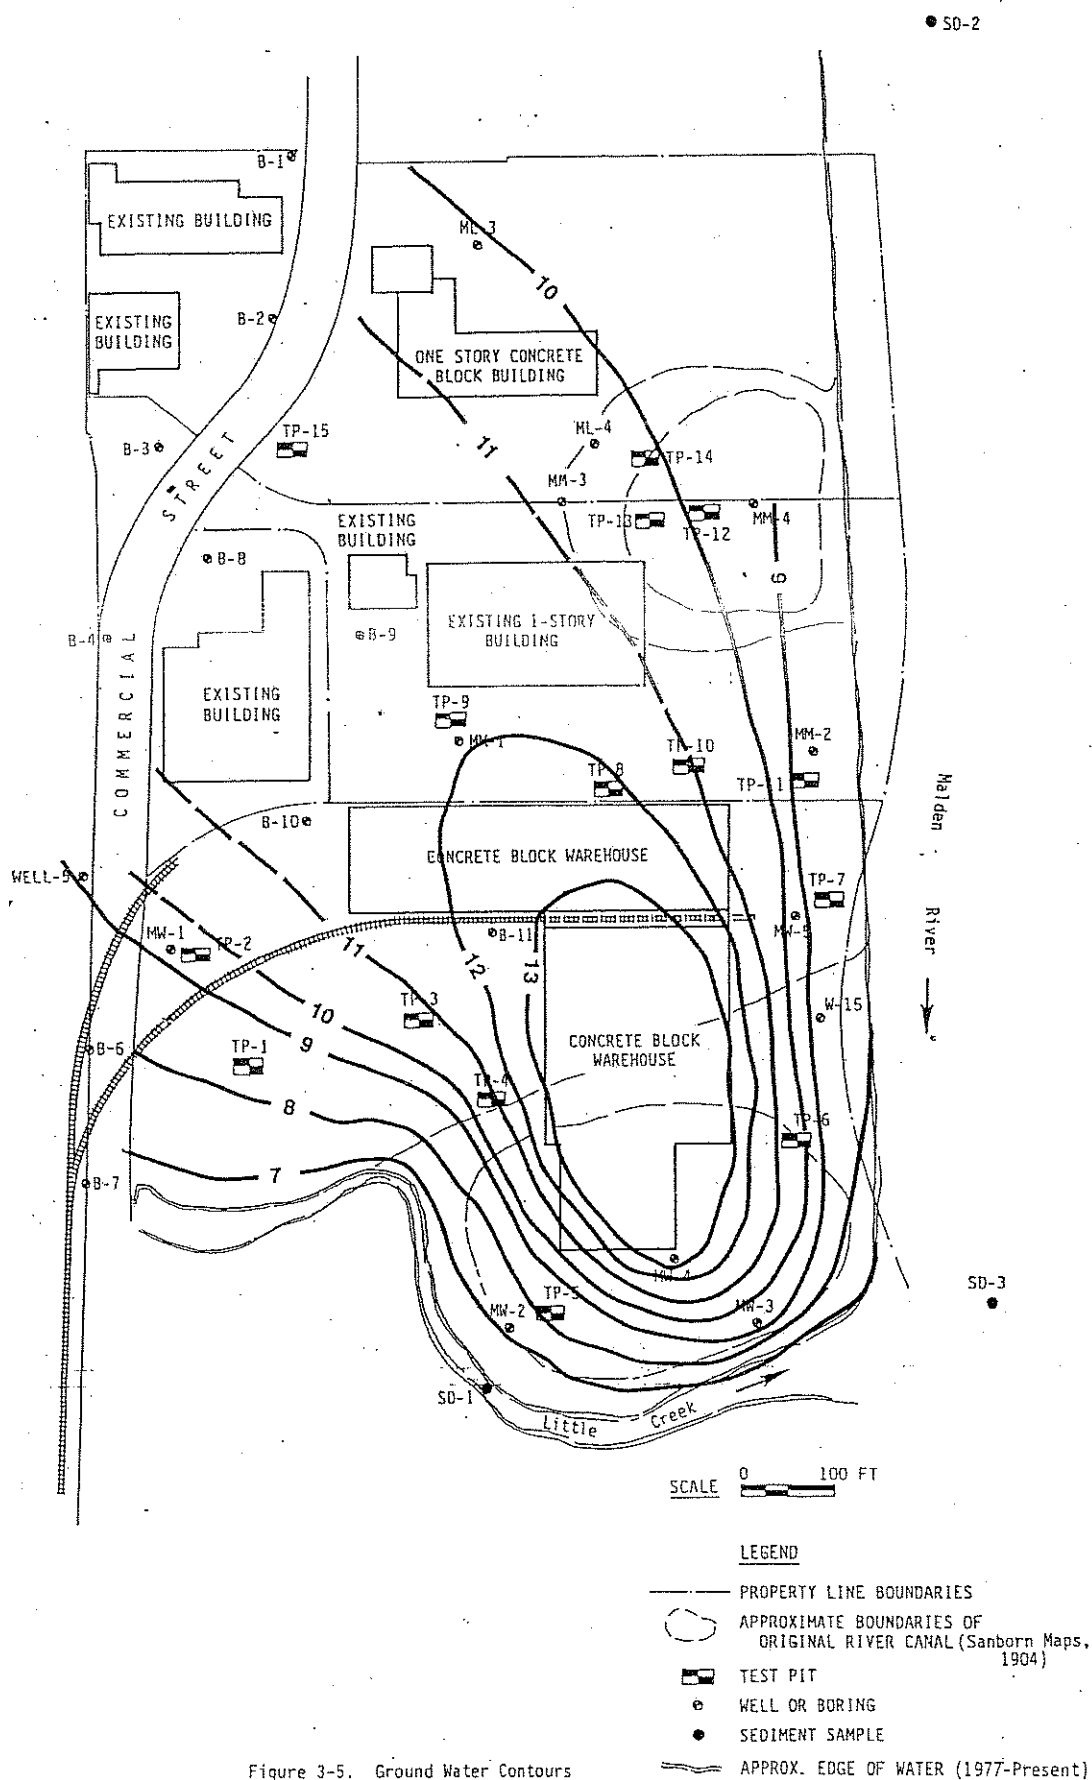 SD-2
B-1
EXISTING BUILDING
ML-3
10
B-2
EXISTING
BUILDING
ONE STORY CONCRETE
BLOCK BUILDING
11
TP-15
B-3
ML-4
TP-14
STREET
MM-3
TP-13
TP-12
MM-4
EXISTING
BUILDING
B-8
9
B-4
B-9
EXISTING 1-STORY
BUILDING
COMMERCIAL
EXISTING
BUILDING
TP-9
MM-1
TP-10
MM-2
TP-8
TP-11
Malden
River
B-10
CONCRETE BLOCK WAREHOUSE
WELL-5
TP-7
MW-1
TP-2
B-11
MW-5
11
12
13
10
TP-3
W-15
9
B-6
TP-1
CONCRETE BLOCK
WAREHOUSE
TP-4
8
TP-6
7
B-7
MW-4
TP-5
SD-3
MW-2
MW-3
SD-1
Little Creek
SCALE 0 100 FT
LEGEND
PROPERTY LINE BOUNDARIES
APPROXIMATE BOUNDARIES OF
ORIGINAL RIVER CANAL (Sanborn Maps,
1904)
TEST PIT
WELL OR BORING
SEDIMENT SAMPLE
Figure 3-5. Ground Water Contours
APPROX. EDGE OF WATER (1977-Present)